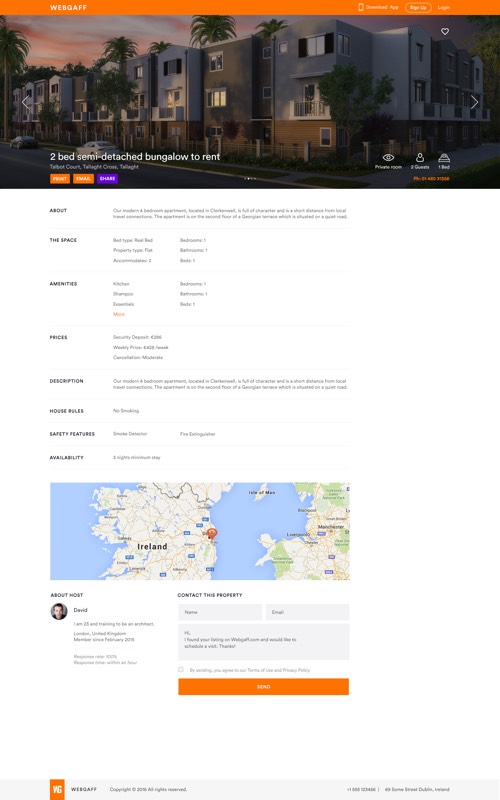 WEBGAFF
Download App
Sign Up
Login
2 bed semi-detached bungalow to rent
Talbot Court, Tallaght Cross, Tallaght
PRINT
EMAIL
SHARE
Private room
2 Guests
1 Bed
Ph: 01 480 31356
ABOUT
Our modern 4 bedroom apartment, located in Clerkenwell, is full of character and is a short distance from local
travel connections. The apart is on the second floor of a Georgian terrace which is situated on a quiet road.
THE SPACE
Bed type: Real Bed
Bedrooms: 1
Property type: Flat
Bathrooms: 1
Accommodates: 2
Beds: 1
AMENITIES
Kitchen
Bedrooms: 1
Shampoo
Bathrooms: 1
Essentials
Beds: 1
More
PRICES
Security Deposit: €286
Weekly Price: €428 /week
Cancellation: Moderate
DESCRIPTION
Our modern 4 bedroom apartment, located in Clerkenwell, is full of character and is a short distance from local
travel connections. The apart is on the second floor of a Georgian terrace which is situated on a quiet road.
HOUSE RULES
No Smoking
SAFETY FEATURES
Smoke Detector
Fire Extinguisher
AVAILABILITY
3 nights minimum stay
Isle of Man
Blackpool
Manchester
Liverpool
Ireland
ABOUT HOST
David
I am 23 and training to be an architect.
London, United Kingdom
Member since February 2015
Response rate: 100%
Response time: within an hour
CONTACT THIS PROPERTY
Name
Email
Hi,
I found your listing on Webgaff.com and would like to
schedule a visit. Thanks!
By sending, you agree to our Terms of Use and Privacy Policy
SEND
WG
WEBGAFF
Copyright © 2016 All rights reserved.
+1 555 123456 |
49 Some Street Dublin, Ireland